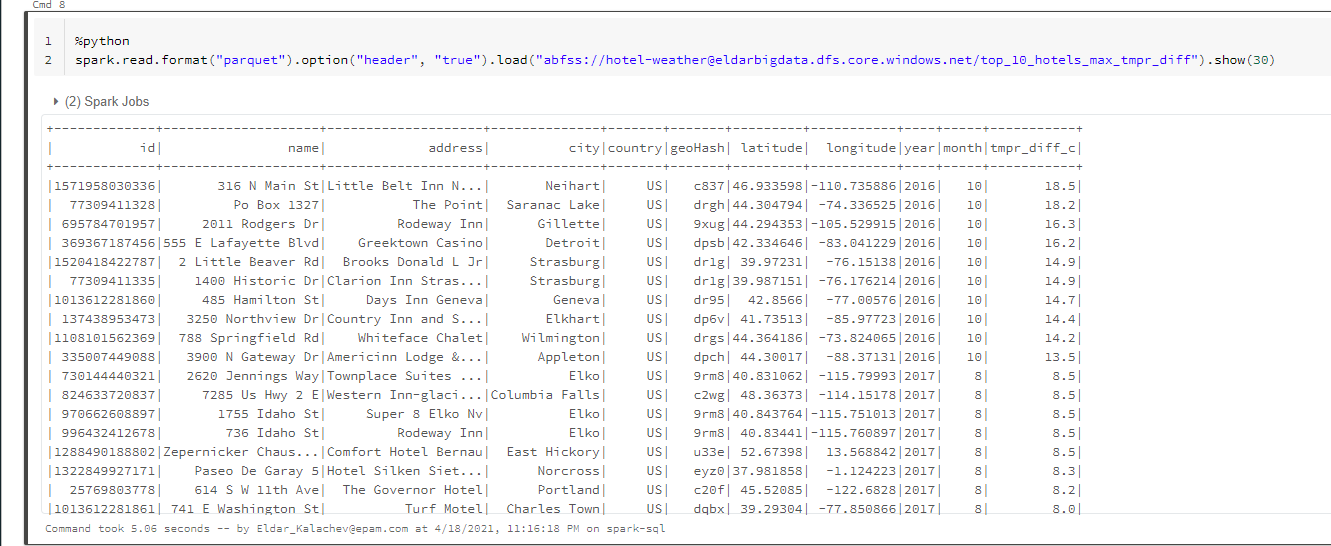 Cmd 8
1 %python
2 spark.read.format("parquet").option("header", "true").load("abfss://hotel-weather@eldarbigdata.dfs.core.windows.net/top_10_hotels_max_tmpr_diff").show(30)
(2) Spark Jobs
+-------------+--------------------+--------------------+--------------+-------+-------+---------+-----------+----+-----+-----------+
|           id|                name|             address|          city|country|geoHash| latitude|  longitude|year|month|tmpr_diff_c|
+-------------+--------------------+--------------------+--------------+-------+-------+---------+-----------+----+-----+-----------+
|1571958030336|       316 N Main St|Little Belt Inn N...|       Neihart|     US|   c837|46.933598|-110.735886|2016|   10|       18.5|
|  77309411328|         Po Box 1327|           The Point|  Saranac Lake|     US|   drgh|44.304794| -74.336525|2016|   10|       18.2|
| 695784701957|     2011 Rodgers Dr|         Rodeway Inn|      Gillette|     US|   9xug|44.294353|-105.529915|2016|   10|       16.3|
| 369367187456|555 E Lafayette Blvd|    Greektown Casino|       Detroit|     US|   dpsb|42.334646| -83.041229|2016|   10|       16.2|
|1520418422787|  2 Little Beaver Rd|  Brooks Donald L Jr|     Strasburg|     US|   dr1g| 39.97231|  -76.15138|2016|   10|       14.9|
|  77309411335|    1400 Historic Dr|Clarion Inn Stras...|     Strasburg|     US|   dr1g|39.987151| -76.176214|2016|   10|       14.9|
|1013612281860|     485 Hamilton St|     Days Inn Geneva|        Geneva|     US|   dr95|  42.8566|  -77.00576|2016|   10|       14.7|
| 137438953473|   3250 Northview Dr|Country Inn and S...|       Elkhart|     US|   dp6v| 41.73513|  -85.97723|2016|   10|       14.4|
|1108101562369|  788 Springfield Rd|    Whiteface Chalet|    Wilmington|     US|   drgs|44.364186| -73.824065|2016|   10|       14.2|
| 335007449088|   3900 N Gateway Dr|Americinn Lodge &...|      Appleton|     US|   dpch| 44.30017|  -88.37131|2016|   10|       13.5|
| 730144440321|   2620 Jennings Way|Townplace Suites ...|          Elko|     US|   9rm8|40.831062| -115.79993|2017|    8|        8.5|
| 824633720837|   7285 Us Hwy 2 E|Western Inn-glaci...|Columbia Falls|     US|   c2wg| 48.36373| -114.15178|2017|    8|        8.5|
| 970662608897|       1755 Idaho St|     Super 8 Elko Nv|          Elko|     US|   9rm8|40.843764|-115.751013|2017|    8|        8.5|
| 996432412678|        736 Idaho St|         Rodeway Inn|          Elko|     US|   9rm8| 40.83441|-115.760897|2017|    8|        8.5|
|1288490188802|Zepernicker Chaus...|Comfort Hotel Bernau|  East Hickory|     US|   u33e| 52.67398|  13.568842|2017|    8|        8.5|
|1322849927171|   Paseo De Garay 5|Hotel Silken Siet...|      Norcross|     US|   eyz0|37.981858|  -1.124223|2017|    8|        8.3|
|  25769803778|      614 S W 11th Ave|  The Governor Hotel|      Portland|     US|   c20f| 45.52085|  -122.6828|2017|    8|        8.2|
|1013612281861| 741 E Washington St|          Turf Motel|  Charles Town|     US|   dqbx| 39.29304| -77.850866|2017|    8|        8.0|
Command took 5.06 seconds -- by Eldar_Kalachev@epam.com at 4/18/2021, 11:16:18 PM on spark-sql